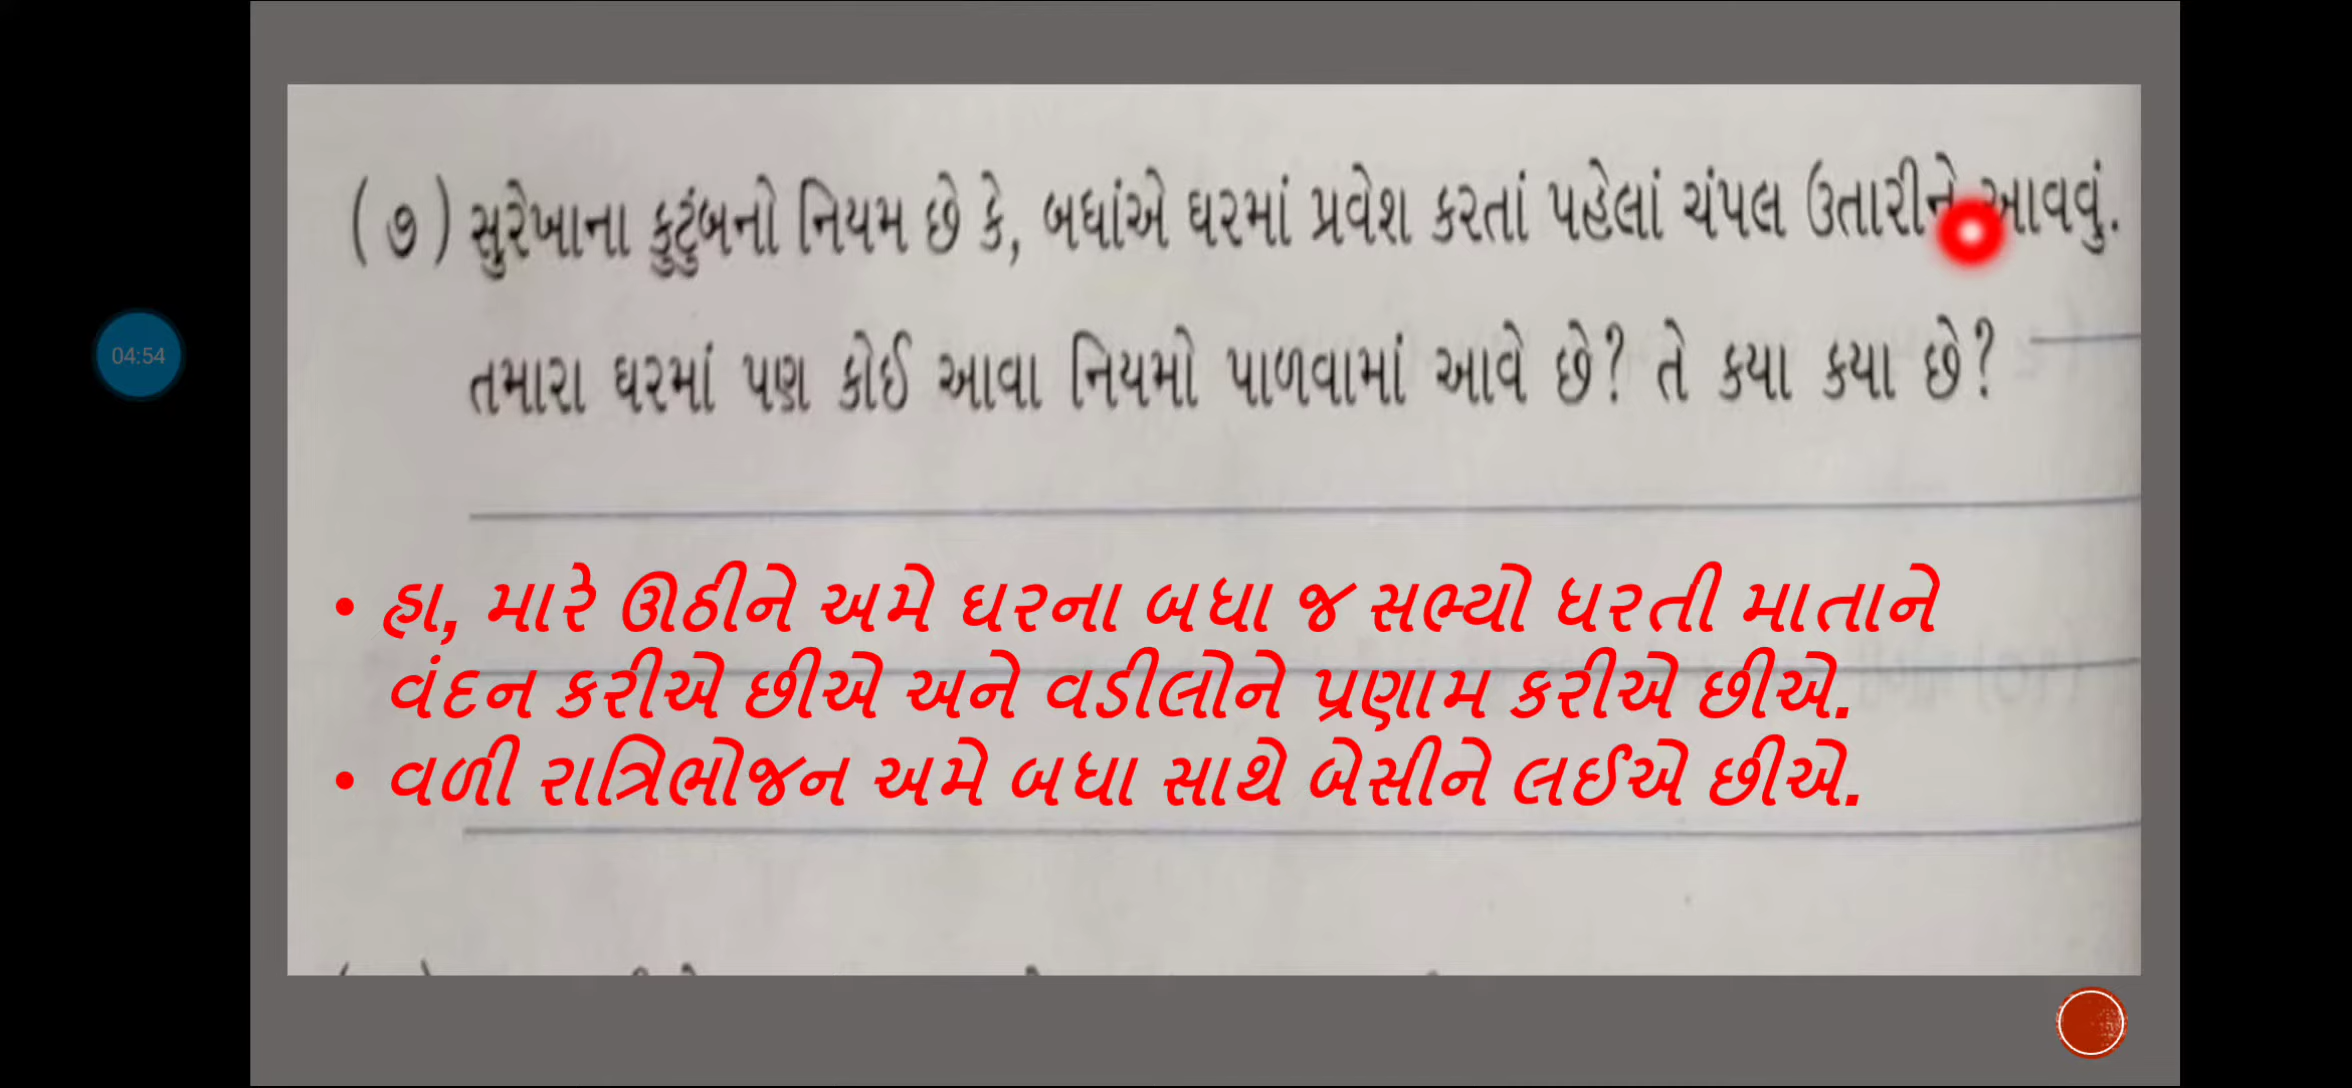 04:54
(૭) સુરેખાના કુટુંબનો નિયમ છે કે, બધાંએ ઘરમાં પ્રવેશ કરતાં પહેલાં ચંપલ ઉતારીને આવવું.
તમારા ઘરમાં પણ કોઈ આવા નિયમો પાળવામાં આવે છે? તે કયા કયા છે?
• હા, મારે ઊઠીને અમે ઘરના બધા જ સભ્યો ધરતી માતાને
વંદન કરીએ છીએ અને વડીલોને પ્રણામ કરીએ છીએ.
• વળી રાત્રિભોજન અમે બધા સાથે બેસીને લઈએ છીએ.